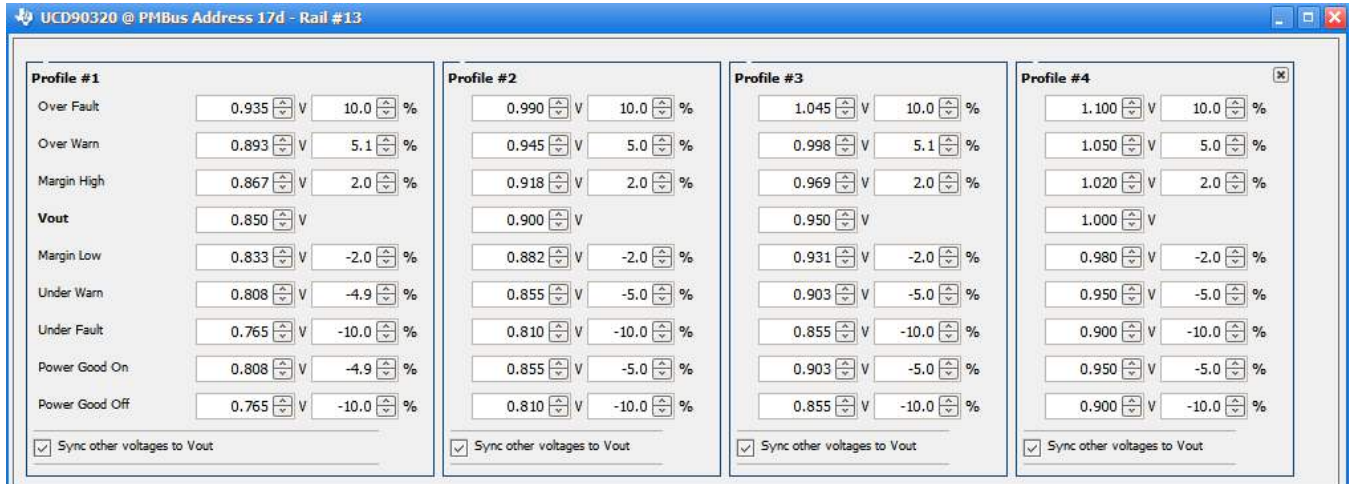 UCD90320 @ PMBus Address 17d - Rail #13
Profile #1 Profile #2 Profile #3 Profile #4
Over Fault 0.935 V 10.0 % 0.990 V 10.0 % 1.045 V 10.0 % 1.100 V 10.0 %
Over Warn 0.893 V 5.1 % 0.945 V 5.0 % 0.998 V 5.1 % 1.050 V 5.0 %
Margin High 0.867 V 2.0 % 0.918 V 2.0 % 0.969 V 2.0 % 1.020 V 2.0 %
Vout 0.850 V 0.900 V 0.950 V 1.000 V
Margin Low 0.833 V -2.0 % 0.882 V -2.0 % 0.931 V -2.0 % 0.980 V -2.0 %
Under Warn 0.808 V -4.9 % 0.855 V -5.0 % 0.903 V -5.0 % 0.950 V -5.0 %
Under Fault 0.765 V -10.0 % 0.810 V -10.0 % 0.855 V -10.0 % 0.900 V -10.0 %
Power Good On 0.808 V -4.9 % 0.855 V -5.0 % 0.903 V -5.0 % 0.950 V -5.0 %
Power Good Off 0.765 V -10.0 % 0.810 V -10.0 % 0.855 V -10.0 % 0.900 V -10.0 %
Sync other voltages to Vout Sync other voltages to Vout Sync other voltages to Vout Sync other voltages to Vout